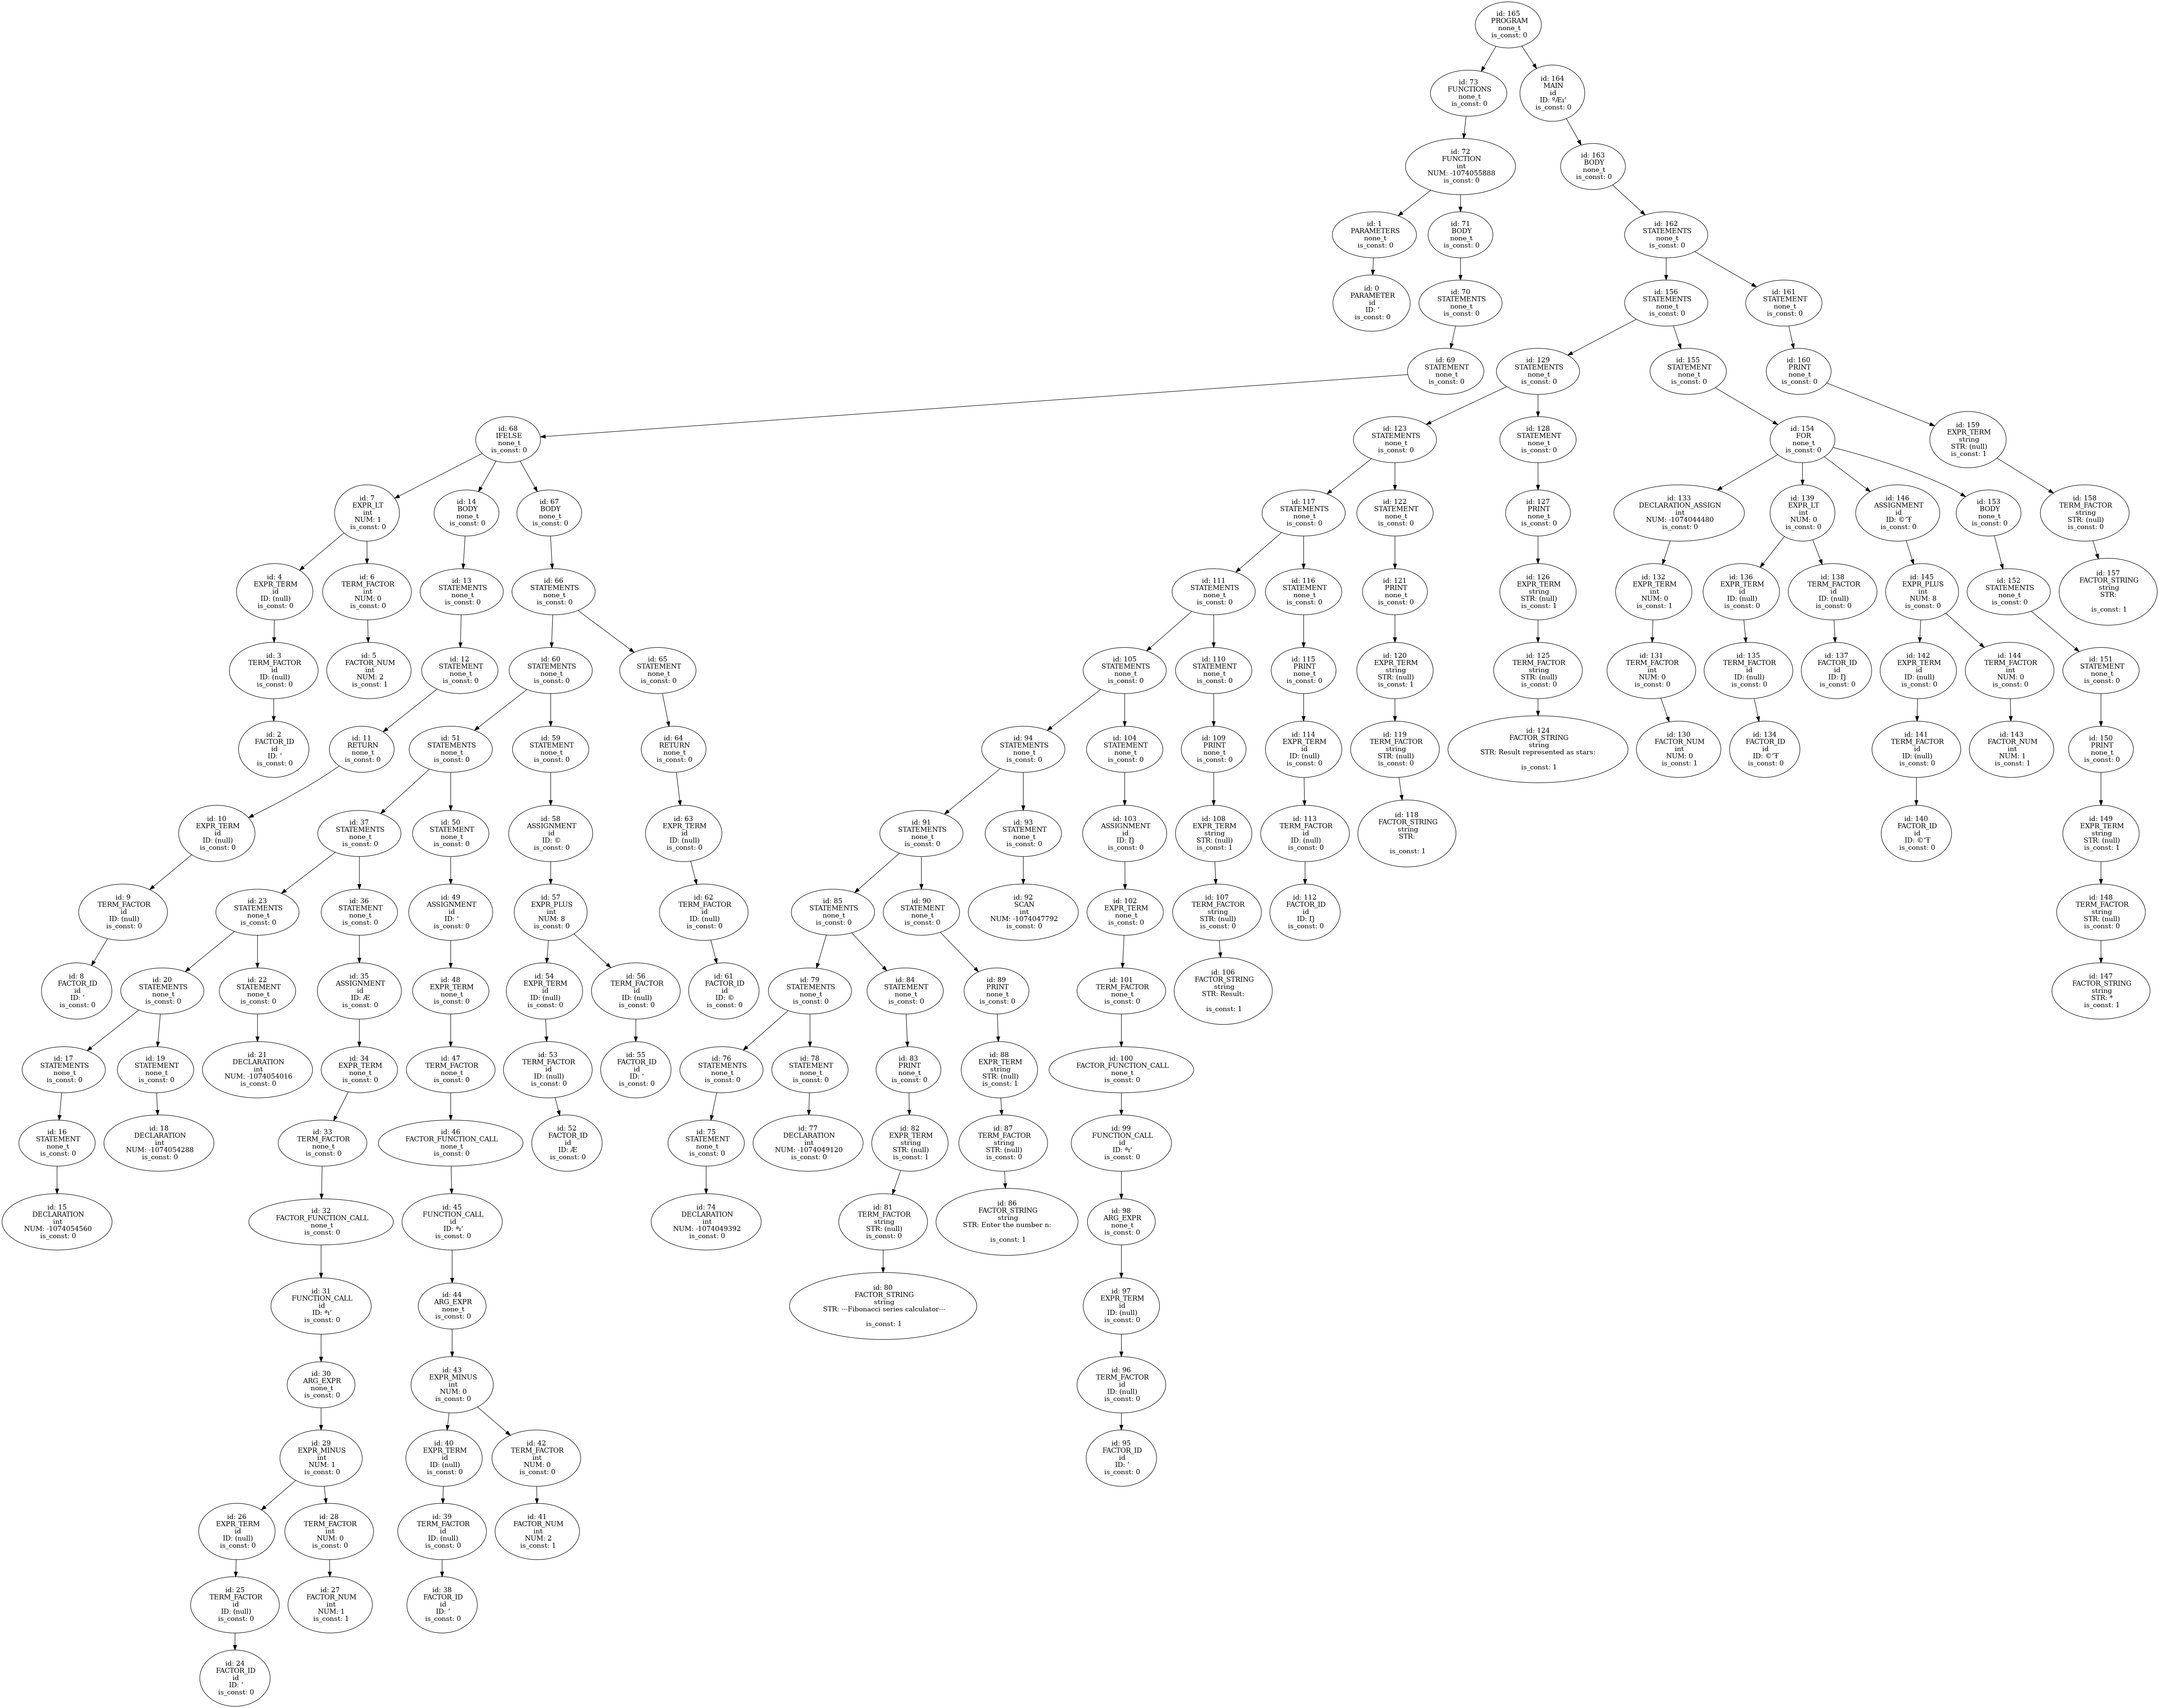 id: 165
PROGRAM
none_t
is_const: 0
id: 73
FUNCTIONS
none_t
is_const: 0
id: 164
MAIN
id
ID: ºÆı'
is_const: 0
id: 72
FUNCTION
int
NUM: -1074055888
is_const: 0
id: 163
BODY
none_t
is_const: 0
id: 1
PARAMETERS
none_t
is_const: 0
id: 71
BODY
none_t
is_const: 0
id: 162
STATEMENTS
none_t
is_const: 0
id: 0
PARAMETER
id
ID: '
is_const: 0
id: 70
STATEMENTS
none_t
is_const: 0
id: 156
STATEMENTS
none_t
is_const: 0
id: 161
STATEMENT
none_t
is_const: 0
id: 69
STATEMENT
none_t
is_const: 0
id: 129
STATEMENTS
none_t
is_const: 0
id: 155
STATEMENT
none_t
is_const: 0
id: 160
PRINT
none_t
is_const: 0
id: 68
IFELSE
none_t
is_const: 0
id: 123
STATEMENTS
none_t
is_const: 0
id: 128
STATEMENT
none_t
is_const: 0
id: 154
FOR
none_t
is_const: 0
id: 159
EXPR_TERM
string
STR: (null)
is_const: 1
id: 7
EXPR_LT
int
NUM: 1
is_const: 0
id: 14
BODY
none_t
is_const: 0
id: 67
BODY
none_t
is_const: 0
id: 117
STATEMENTS
none_t
is_const: 0
id: 122
STATEMENT
none_t
is_const: 0
id: 127
PRINT
none_t
is_const: 0
id: 133
DECLARATION_ASSIGN
int
NUM: -1074044480
is_const: 0
id: 139
EXPR_LT
int
NUM: 0
is_const: 0
id: 146
ASSIGNMENT
id
ID: ©'Ŧ
is_const: 0
id: 153
BODY
none_t
is_const: 0
id: 158
TERM_FACTOR
string
STR: (null)
is_const: 0
id: 4
EXPR_TERM
id
ID: (null)
is_const: 0
id: 6
TERM_FACTOR
int
NUM: 0
is_const: 0
id: 13
STATEMENTS
none_t
is_const: 0
id: 66
STATEMENTS
none_t
is_const: 0
id: 111
STATEMENTS
none_t
is_const: 0
id: 116
STATEMENT
none_t
is_const: 0
id: 121
PRINT
none_t
is_const: 0
id: 126
EXPR_TERM
string
STR: (null)
is_const: 1
id: 132
EXPR_TERM
int
NUM: 0
is_const: 1
id: 136
EXPR_TERM
id
ID: (null)
is_const: 0
id: 138
TERM_FACTOR
id
ID: (null)
is_const: 0
id: 145
EXPR_PLUS
int
NUM: 8
is_const: 0
id: 152
STATEMENTS
none_t
is_const: 0
id: 157
FACTOR_STRING
string
STR:
is_const: 1
id: 3
TERM_FACTOR
id
ID: (null)
is_const: 0
id: 5
FACTOR_NUM
int
NUM: 2
is_const: 1
id: 12
STATEMENT
none_t
is_const: 0
id: 60
STATEMENTS
none_t
is_const: 0
id: 65
STATEMENT
none_t
is_const: 0
id: 105
STATEMENTS
none_t
is_const: 0
id: 110
STATEMENT
none_t
is_const: 0
id: 115
PRINT
none_t
is_const: 0
id: 120
EXPR_TERM
string
STR: (null)
is_const: 1
id: 125
TERM_FACTOR
string
STR: (null)
is_const: 0
id: 131
TERM_FACTOR
int
NUM: 0
is_const: 0
id: 135
TERM_FACTOR
id
ID: (null)
is_const: 0
id: 137
FACTOR_ID
id
ID: Ŋ
is_const: 0
id: 142
EXPR_TERM
id
ID: (null)
is_const: 0
id: 144
TERM_FACTOR
int
NUM: 0
is_const: 0
id: 151
STATEMENT
none_t
is_const: 0
id: 2
FACTOR_ID
id
ID: '
is_const: 0
id: 11
RETURN
none_t
is_const: 0
id: 51
STATEMENTS
none_t
is_const: 0
id: 59
STATEMENT
none_t
is_const: 0
id: 64
RETURN
none_t
is_const: 0
id: 94
STATEMENTS
none_t
is_const: 0
id: 104
STATEMENT
none_t
is_const: 0
id: 109
PRINT
none_t
is_const: 0
id: 114
EXPR_TERM
id
ID: (null)
is_const: 0
id: 119
TERM_FACTOR
string
STR: (null)
is_const: 0
id: 124
FACTOR_STRING
string
STR: Result represented as stars:
is_const: 1
id: 130
FACTOR_NUM
int
NUM: 0
is_const: 1
id: 134
FACTOR_ID
id
ID: ©'Ŧ
is_const: 0
id: 141
TERM_FACTOR
id
ID: (null)
is_const: 0
id: 143
FACTOR_NUM
int
NUM: 1
is_const: 1
id: 150
PRINT
none_t
is_const: 0
id: 10
EXPR_TERM
id
ID: (null)
is_const: 0
id: 37
STATEMENTS
none_t
is_const: 0
id: 50
STATEMENT
none_t
is_const: 0
id: 58
ASSIGNMENT
id
ID: ©
is_const: 0
id: 63
EXPR_TERM
id
ID: (null)
is_const: 0
id: 91
STATEMENTS
none_t
is_const: 0
id: 93
STATEMENT
none_t
is_const: 0
id: 103
ASSIGNMENT
id
ID: Ŋ
is_const: 0
id: 108
EXPR_TERM
string
STR: (null)
is_const: 1
id: 113
TERM_FACTOR
id
ID: (null)
is_const: 0
id: 118
FACTOR_STRING
string
STR:
is_const: 1
id: 140
FACTOR_ID
id
ID: ©'Ŧ
is_const: 0
id: 149
EXPR_TERM
string
STR: (null)
is_const: 1
id: 9
TERM_FACTOR
id
ID: (null)
is_const: 0
id: 23
STATEMENTS
none_t
is_const: 0
id: 36
STATEMENT
none_t
is_const: 0
id: 49
ASSIGNMENT
id
ID: '
is_const: 0
id: 57
EXPR_PLUS
int
NUM: 8
is_const: 0
id: 62
TERM_FACTOR
id
ID: (null)
is_const: 0
id: 85
STATEMENTS
none_t
is_const: 0
id: 90
STATEMENT
none_t
is_const: 0
id: 92
SCAN
int
NUM: -1074047792
is_const: 0
id: 102
EXPR_TERM
none_t
is_const: 0
id: 107
TERM_FACTOR
string
STR: (null)
is_const: 0
id: 112
FACTOR_ID
id
ID: Ŋ
is_const: 0
id: 148
TERM_FACTOR
string
STR: (null)
is_const: 0
id: 8
FACTOR_ID
id
ID: '
is_const: 0
id: 20
STATEMENTS
none_t
is_const: 0
id: 22
STATEMENT
none_t
is_const: 0
id: 35
ASSIGNMENT
id
ID: Æ
is_const: 0
id: 48
EXPR_TERM
none_t
is_const: 0
id: 54
EXPR_TERM
id
ID: (null)
is_const: 0
id: 56
TERM_FACTOR
id
ID: (null)
is_const: 0
id: 61
FACTOR_ID
id
ID: ©
is_const: 0
id: 79
STATEMENTS
none_t
is_const: 0
id: 84
STATEMENT
none_t
is_const: 0
id: 89
PRINT
none_t
is_const: 0
id: 101
TERM_FACTOR
none_t
is_const: 0
id: 106
FACTOR_STRING
string
STR: Result:
is_const: 1
id: 147
FACTOR_STRING
string
STR: *
is_const: 1
id: 17
STATEMENTS
none_t
is_const: 0
id: 19
STATEMENT
none_t
is_const: 0
id: 21
DECLARATION
int
NUM: -1074054016
is_const: 0
id: 34
EXPR_TERM
none_t
is_const: 0
id: 47
TERM_FACTOR
none_t
is_const: 0
id: 53
TERM_FACTOR
id
ID: (null)
is_const: 0
id: 55
FACTOR_ID
id
ID: '
is_const: 0
id: 76
STATEMENTS
none_t
is_const: 0
id: 78
STATEMENT
none_t
is_const: 0
id: 83
PRINT
none_t
is_const: 0
id: 88
EXPR_TERM
string
STR: (null)
is_const: 1
id: 100
FACTOR_FUNCTION_CALL
none_t
is_const: 0
id: 16
STATEMENT
none_t
is_const: 0
id: 18
DECLARATION
int
NUM: -1074054288
is_const: 0
id: 33
TERM_FACTOR
none_t
is_const: 0
id: 46
FACTOR_FUNCTION_CALL
none_t
is_const: 0
id: 52
FACTOR_ID
id
ID: Æ
is_const: 0
id: 75
STATEMENT
none_t
is_const: 0
id: 77
DECLARATION
int
NUM: -1074049120
is_const: 0
id: 82
EXPR_TERM
string
STR: (null)
is_const: 1
id: 87
TERM_FACTOR
string
STR: (null)
is_const: 0
id: 99
FUNCTION_CALL
id
ID: ªı'
is_const: 0
id: 15
DECLARATION
int
NUM: -1074054560
is_const: 0
id: 32
FACTOR_FUNCTION_CALL
none_t
is_const: 0
id: 45
FUNCTION_CALL
id
ID: ªı'
is_const: 0
id: 74
DECLARATION
int
NUM: -1074049392
is_const: 0
id: 81
TERM_FACTOR
string
STR: (null)
is_const: 0
id: 86
FACTOR_STRING
string
STR: Enter the number n:
is_const: 1
id: 98
ARG_EXPR
none_t
is_const: 0
id: 31
FUNCTION_CALL
id
ID: ªı'
is_const: 0
id: 44
ARG_EXPR
none_t
is_const: 0
id: 80
FACTOR_STRING
string
STR: ---Fibonacci series calculator---
is_const: 1
id: 97
EXPR_TERM
id
ID: (null)
is_const: 0
id: 30
ARG_EXPR
none_t
is_const: 0
id: 43
EXPR_MINUS
int
NUM: 0
is_const: 0
id: 96
TERM_FACTOR
id
ID: (null)
is_const: 0
id: 29
EXPR_MINUS
int
NUM: 1
is_const: 0
id: 40
EXPR_TERM
id
ID: (null)
is_const: 0
id: 42
TERM_FACTOR
int
NUM: 0
is_const: 0
id: 95
FACTOR_ID
id
ID: '
is_const: 0
id: 26
EXPR_TERM
id
ID: (null)
is_const: 0
id: 28
TERM_FACTOR
int
NUM: 0
is_const: 0
id: 39
TERM_FACTOR
id
ID: (null)
is_const: 0
id: 41
FACTOR_NUM
int
NUM: 2
is_const: 1
id: 25
TERM_FACTOR
id
ID: (null)
is_const: 0
id: 27
FACTOR_NUM
int
NUM: 1
is_const: 1
id: 38
FACTOR_ID
id
ID: '
is_const: 0
id: 24
FACTOR_ID
id
ID: '
is_const: 0